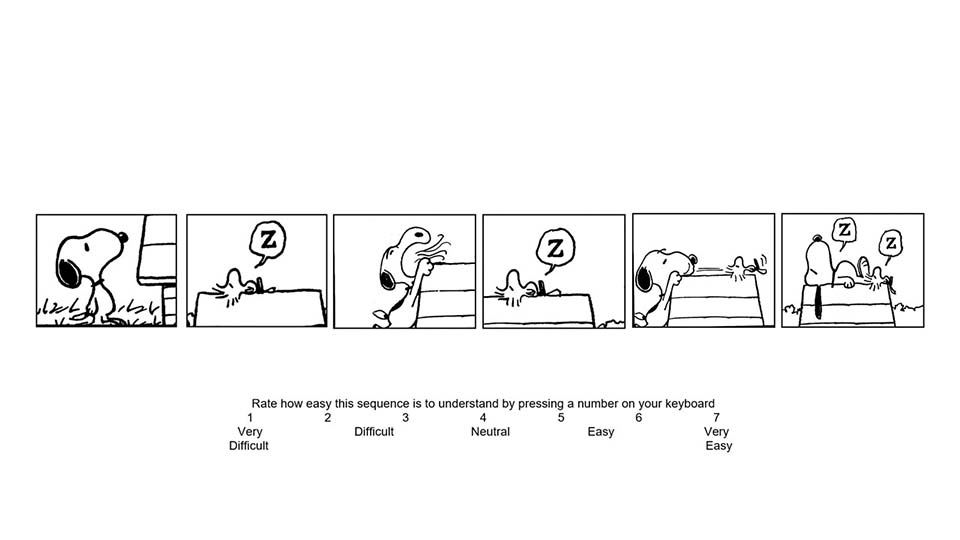 Z
Z
Z
Z
Rate how easy this sequence is to understand by pressing a number on your keyboard
1 2 3 4 5 6 7
Very Difficult Neutral Easy Very
Difficult Easy